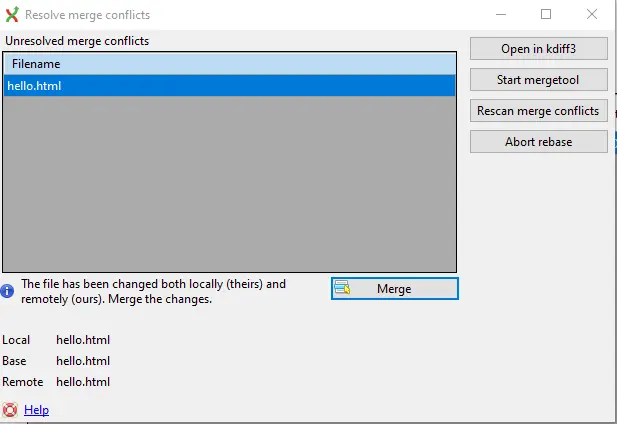 Resolve merge conflicts
Unresolved merge conflicts
Filename
hello.html
Open in kdiff3
Start mergetool
Rescan merge conflicts
Abort rebase
The file has been changed both locally (theirs) and
remotely (ours). Merge the changes.
Merge
Local hello.html
Base hello.html
Remote hello.html
Help